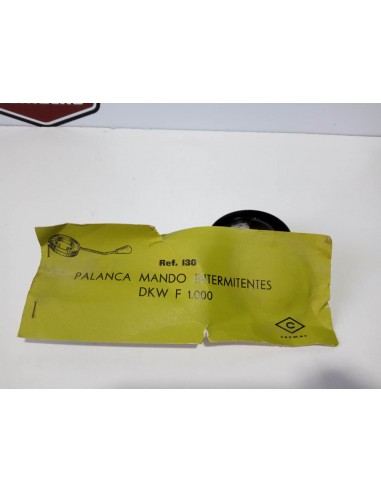 Ref. 130
PALANCA MANDO INTERMITENTES
DKW F 1.000
C